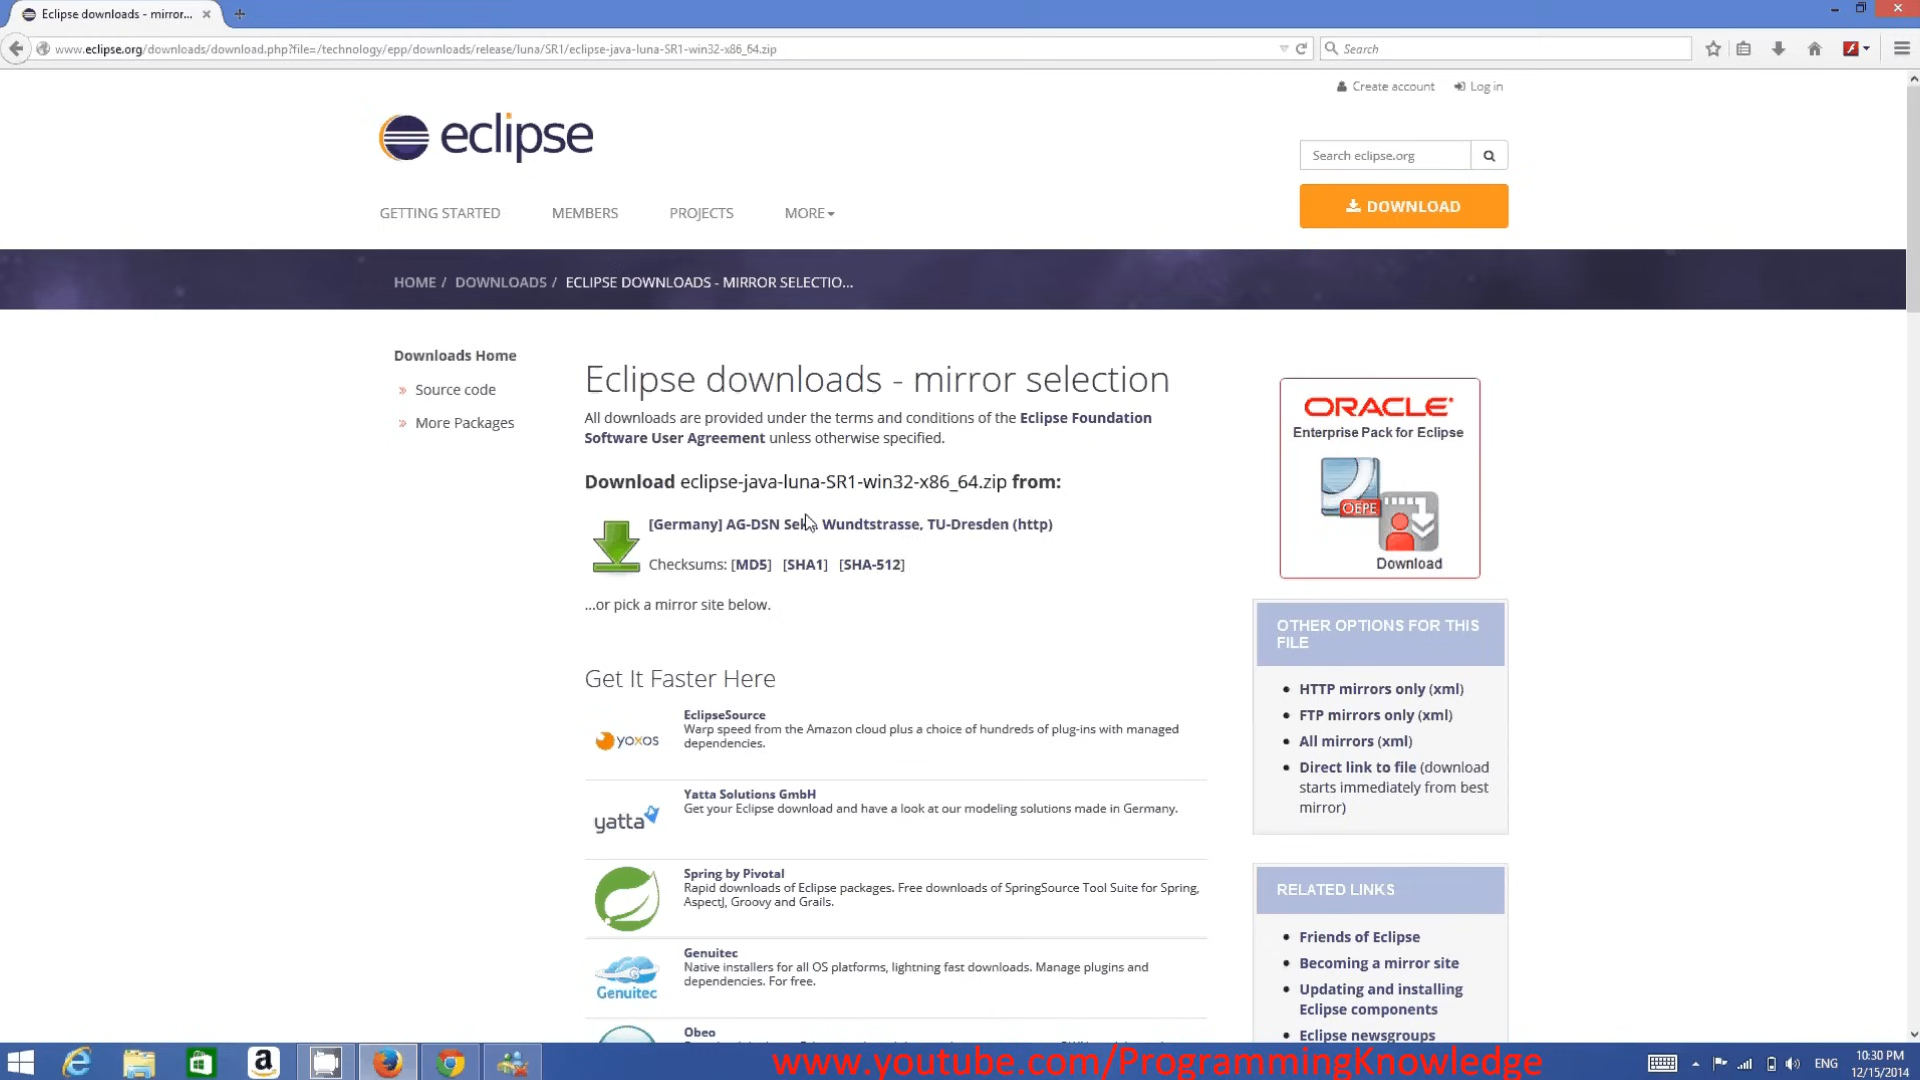 Eclipse downloads - mirror...
www.eclipse.org/downloads/download.php?file=/technology/epp/downloads/release/luna/SR1/eclipse-java-luna-SR1-win32-x86_64.zip
Search
Create account
Log in
eclipse
Search eclipse.org
DOWNLOAD
GETTING STARTED
MEMBERS
PROJECTS
MORE
HOME / DOWNLOADS / ECLIPSE DOWNLOADS - MIRROR SELECTIO...
Downloads Home
Source code
More Packages
Eclipse downloads - mirror selection
All downloads are provided under the terms and conditions of the Eclipse Foundation
Software User Agreement unless otherwise specified.
Download eclipse-java-luna-SR1-win32-x86_64.zip from:
[Germany] AG-DSN Wundtstrasse, TU-Dresden (http)
Checksums: [MD5] [SHA1] [SHA-512]
...or pick a mirror site below.
Get It Faster Here
yoxos
EclipseSource
Warp speed from the Amazon cloud plus a choice of hundreds of plug-ins with managed
dependencies.
yatta
Yatta Solutions GmbH
Get your Eclipse download and have a look at our modeling solutions made in Germany.
Spring by Pivotal
Rapid downloads of Eclipse packages. Free downloads of SpringSource Tool Suite for Spring,
AspectJ, Groovy and Grails.
Genuitec
Genuitec
Native installers for all OS platforms, lightning fast downloads. Manage plugins and
dependencies. For free.
Obeo
ORACLE
Enterprise Pack for Eclipse
OEPE
Download
OTHER OPTIONS FOR THIS
FILE
HTTP mirrors only (xml)
FTP mirrors only (xml)
All mirrors (xml)
Direct link to file (download
starts immediately from best
mirror)
RELATED LINKS
Friends of Eclipse
Becoming a mirror site
Updating and installing
Eclipse components
Eclipse newsgroups
www.youtube.com/ProgrammingKnowledge
ENG
10:30 PM
12/15/2014